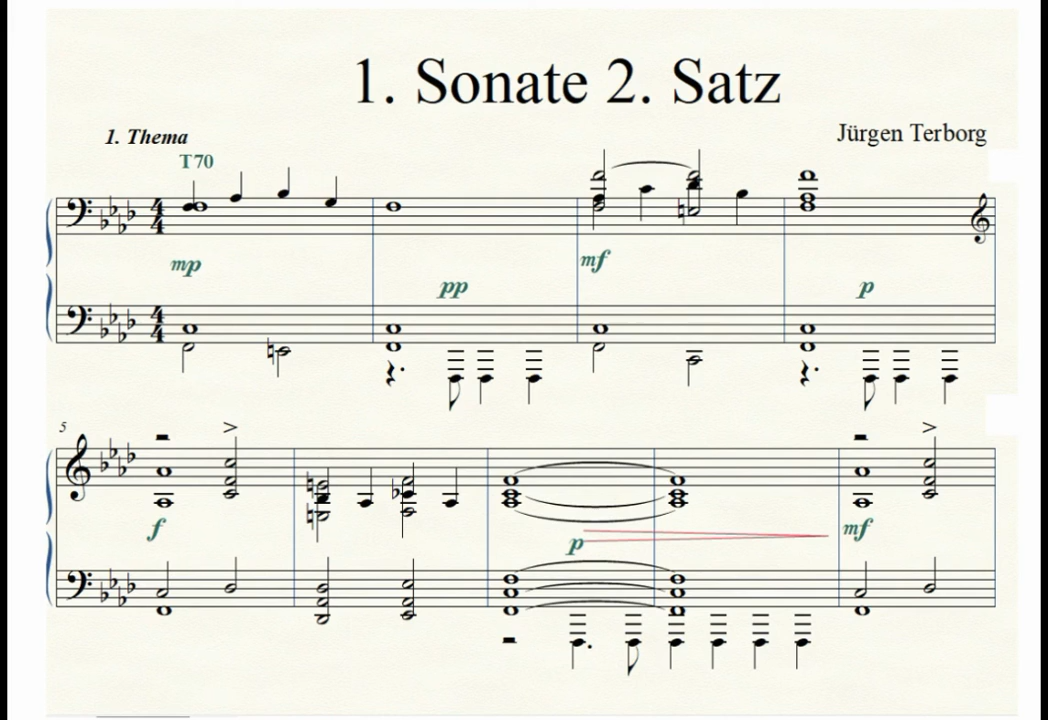 1. Sonate 2. Satz
1. Thema
Jürgen Terborg
T70
mp
pp
mf
p
5
f
p
mf